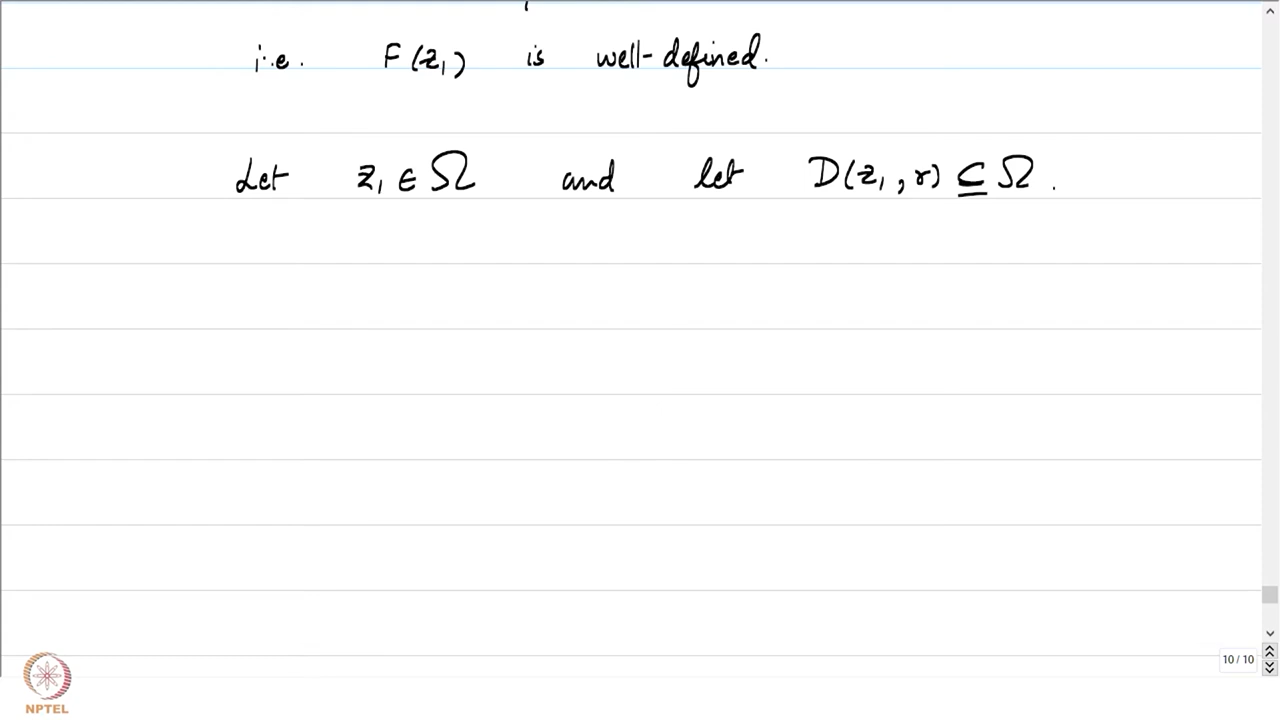 i.e. F(z₁) is well-defined.
Let z₁ ∈ Ω and let D(z₁, r) ⊆ Ω.
10 / 10
NPTEL